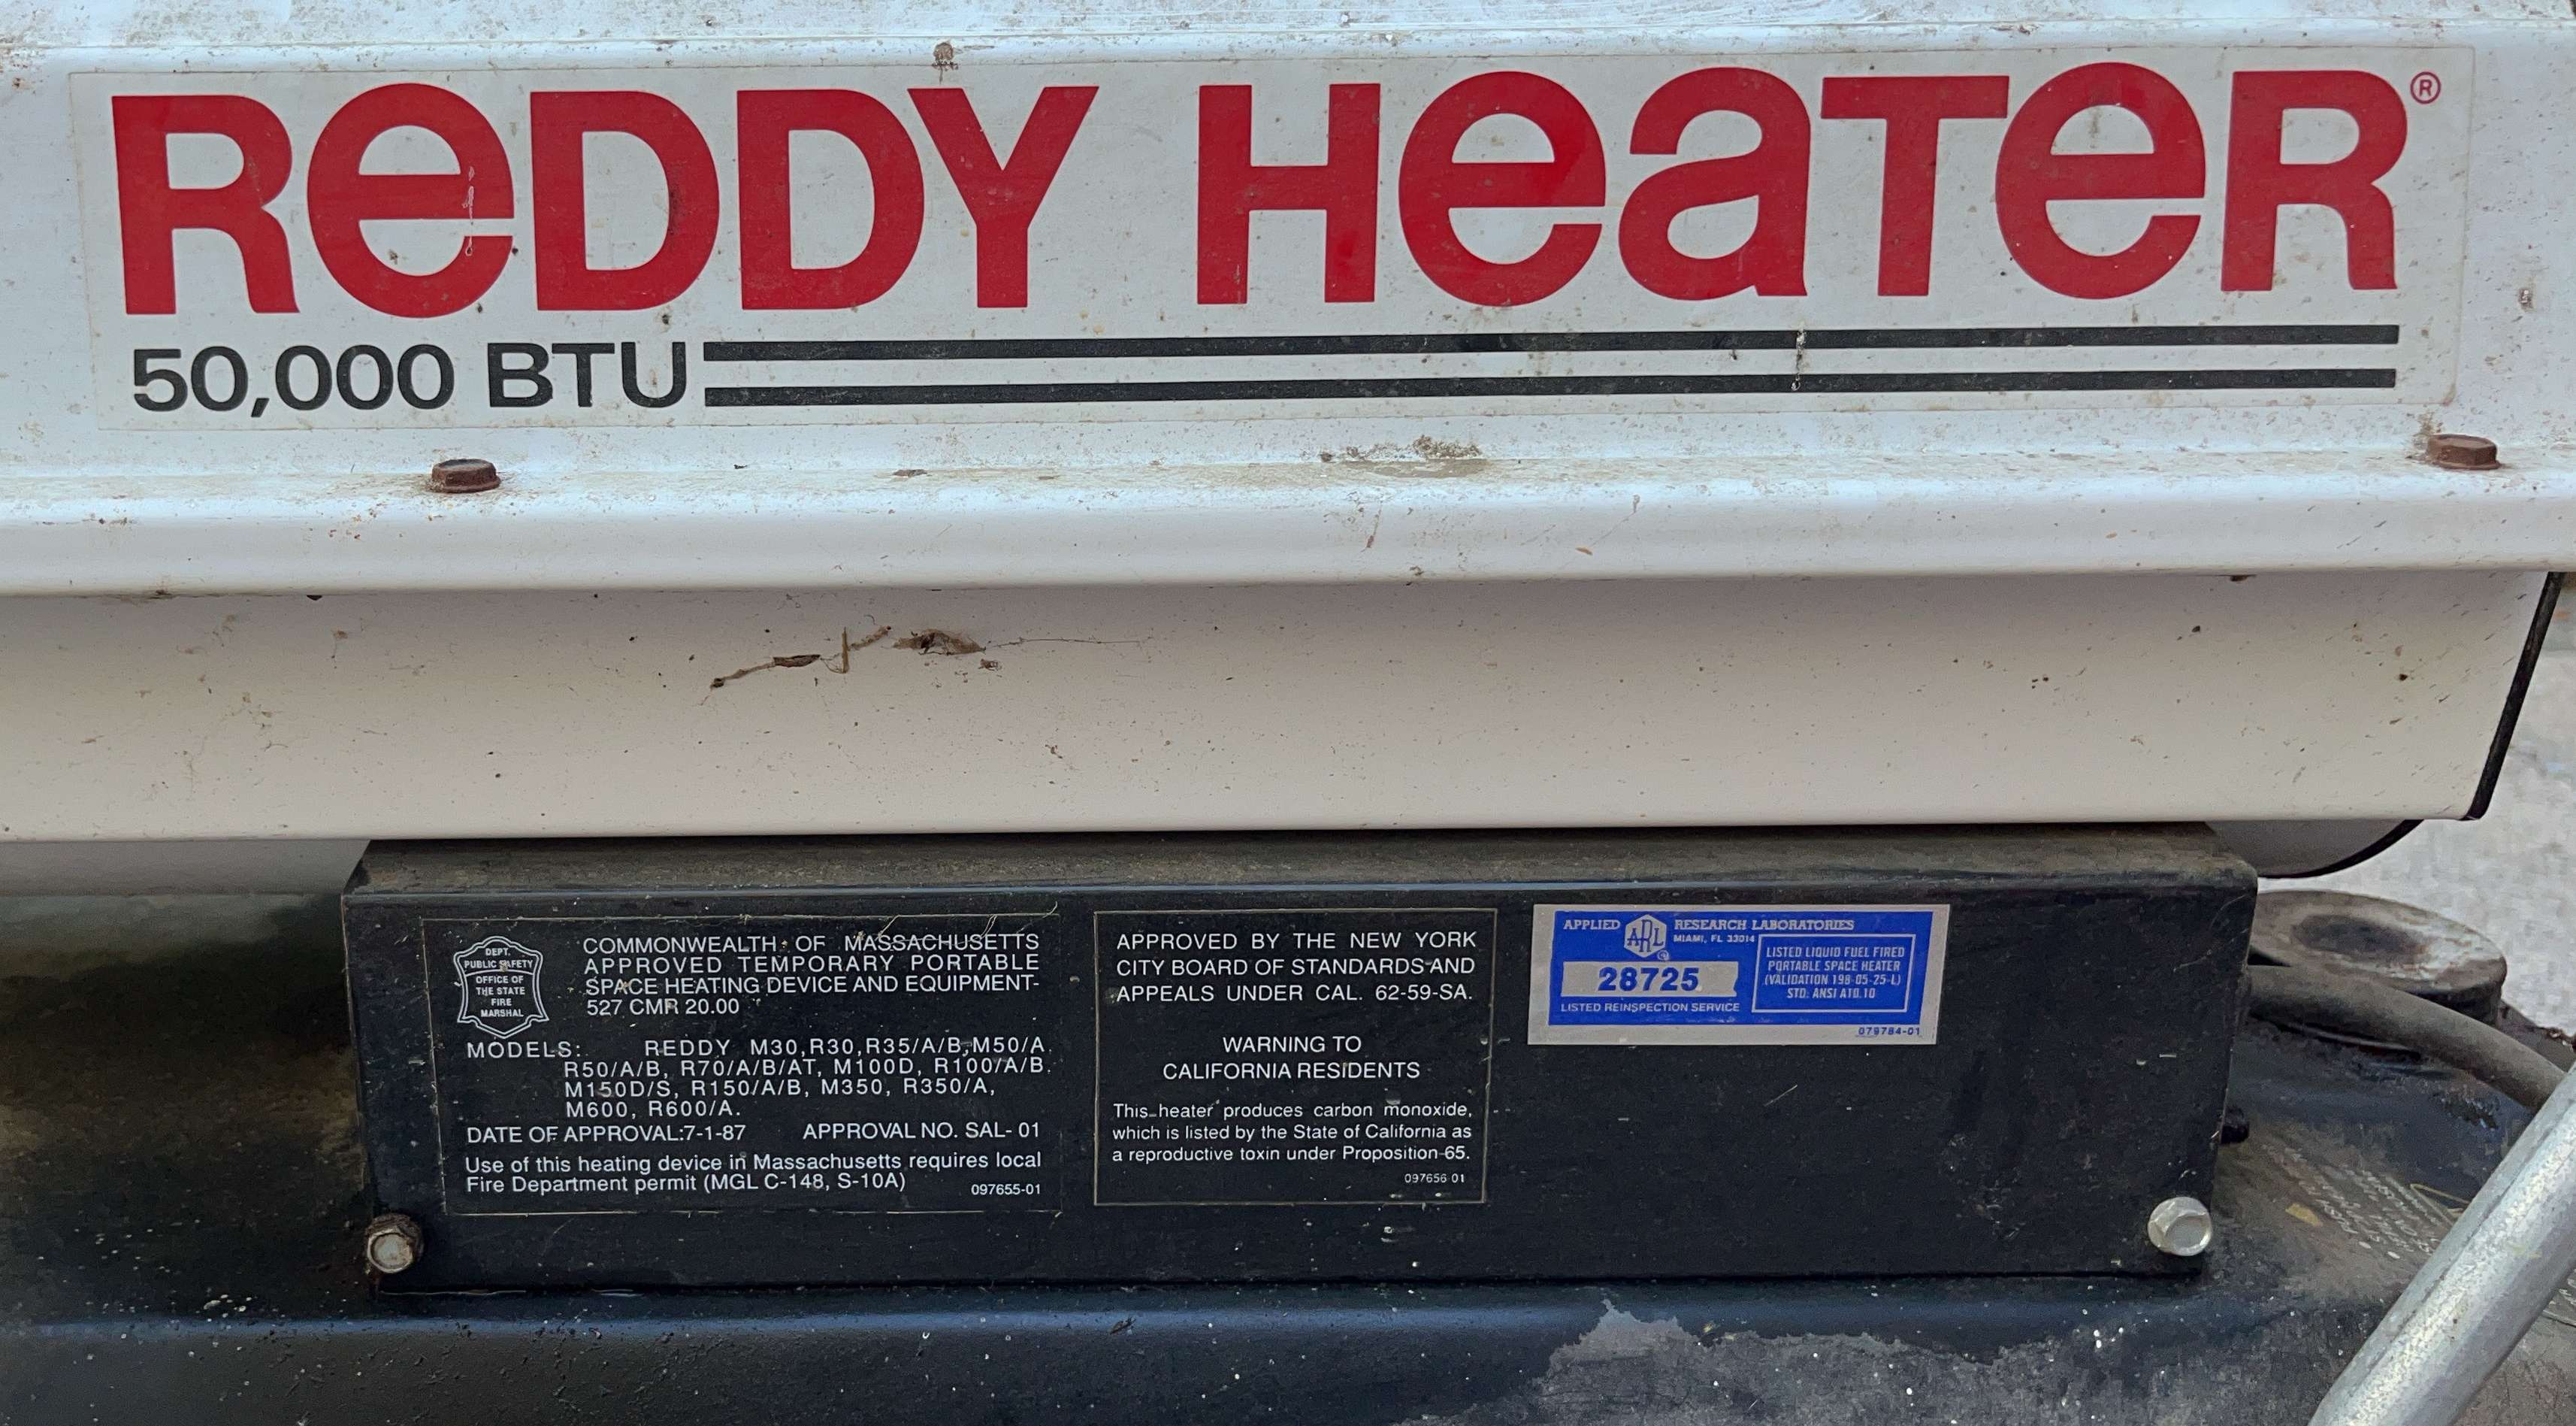 ReDDY HeaTeR®
50,000 BTU
DEPT.
PUBLIC SAFETY
OFFICE OF
THE STATE
FIRE
MARSHAL
COMMONWEALTH OF MASSACHUSETTS
APPROVED TEMPORARY PORTABLE
SPACE HEATING DEVICE AND EQUIPMENT-
527 CMR 20.00
MODELS: REDDY M30,R30,R35/A/B,M50/A.
R50/A/B, R70/A/B/AT, M100D, R100/A/B.
M150D/S, R150/A/B, M350, R350/A,
M600, R600/A.
DATE OF APPROVAL:7-1-87 APPROVAL NO. SAL- 01
Use of this heating device in Massachusetts requires local
Fire Department permit (MGL C-148, S-10A)
097655-01
APPROVED BY THE NEW YORK
CITY BOARD OF STANDARDS AND
APPEALS UNDER CAL. 62-59-SA.
WARNING TO
CALIFORNIA RESIDENTS
This heater produces carbon monoxide,
which is listed by the State of California as
a reproductive toxin under Proposition 65.
097656-01
APPLIED ARL® RESEARCH LABORATORIES
MIAMI, FL 33014
28725
LISTED REINSPECTION SERVICE
LISTED LIQUID FUEL FIRED
PORTABLE SPACE HEATER
(VALIDATION 198-05-25-L)
STD. ANSI A10.10
079784-01